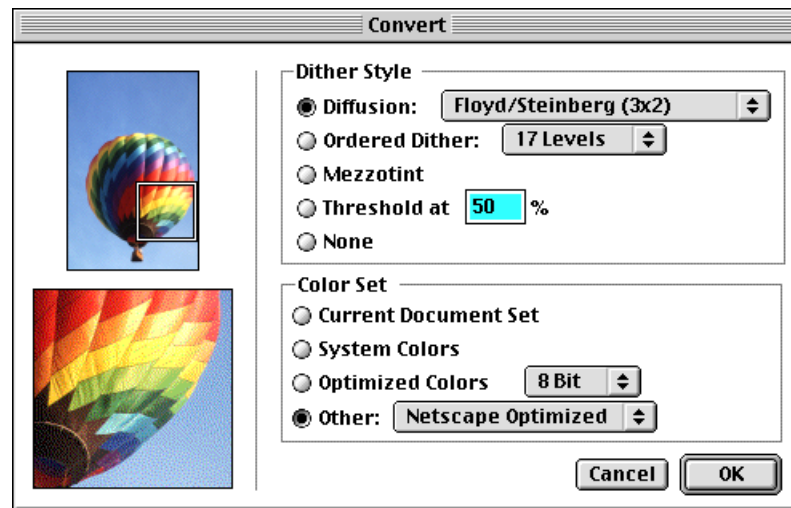 Convert
Dither Style
Diffusion: Floyd/Steinberg (3x2)
Ordered Dither: 17 Levels
Mezzotint
Threshold at 50 %
None
Color Set
Current Document Set
System Colors
Optimized Colors 8 Bit
Other: Netscape Optimized
Cancel OK